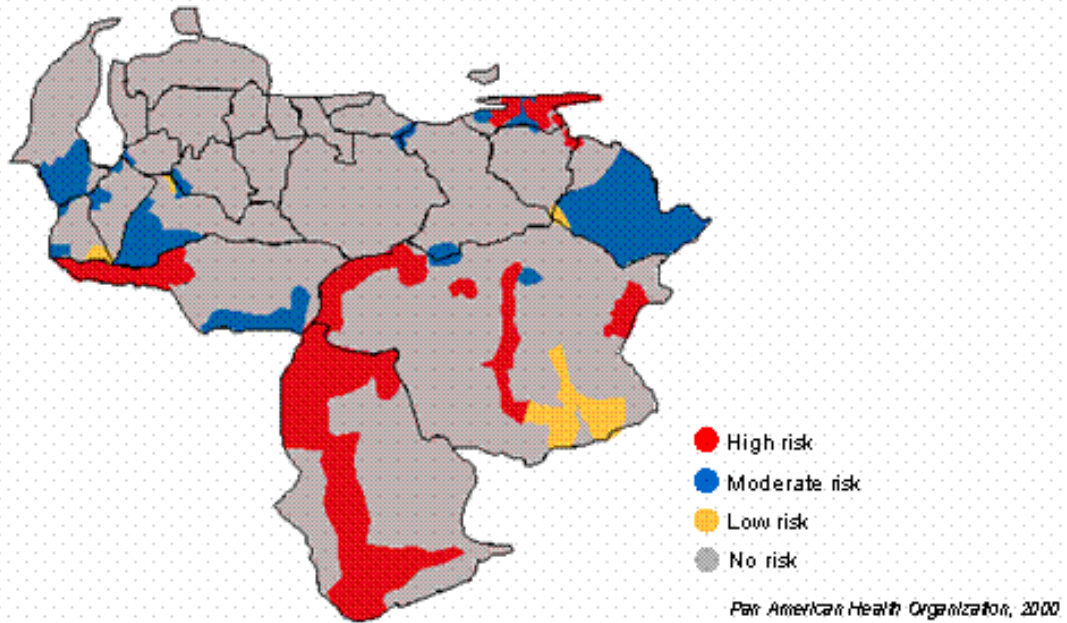 High risk
Moderate risk
Low risk
No risk
Pan American Health Organization, 2000